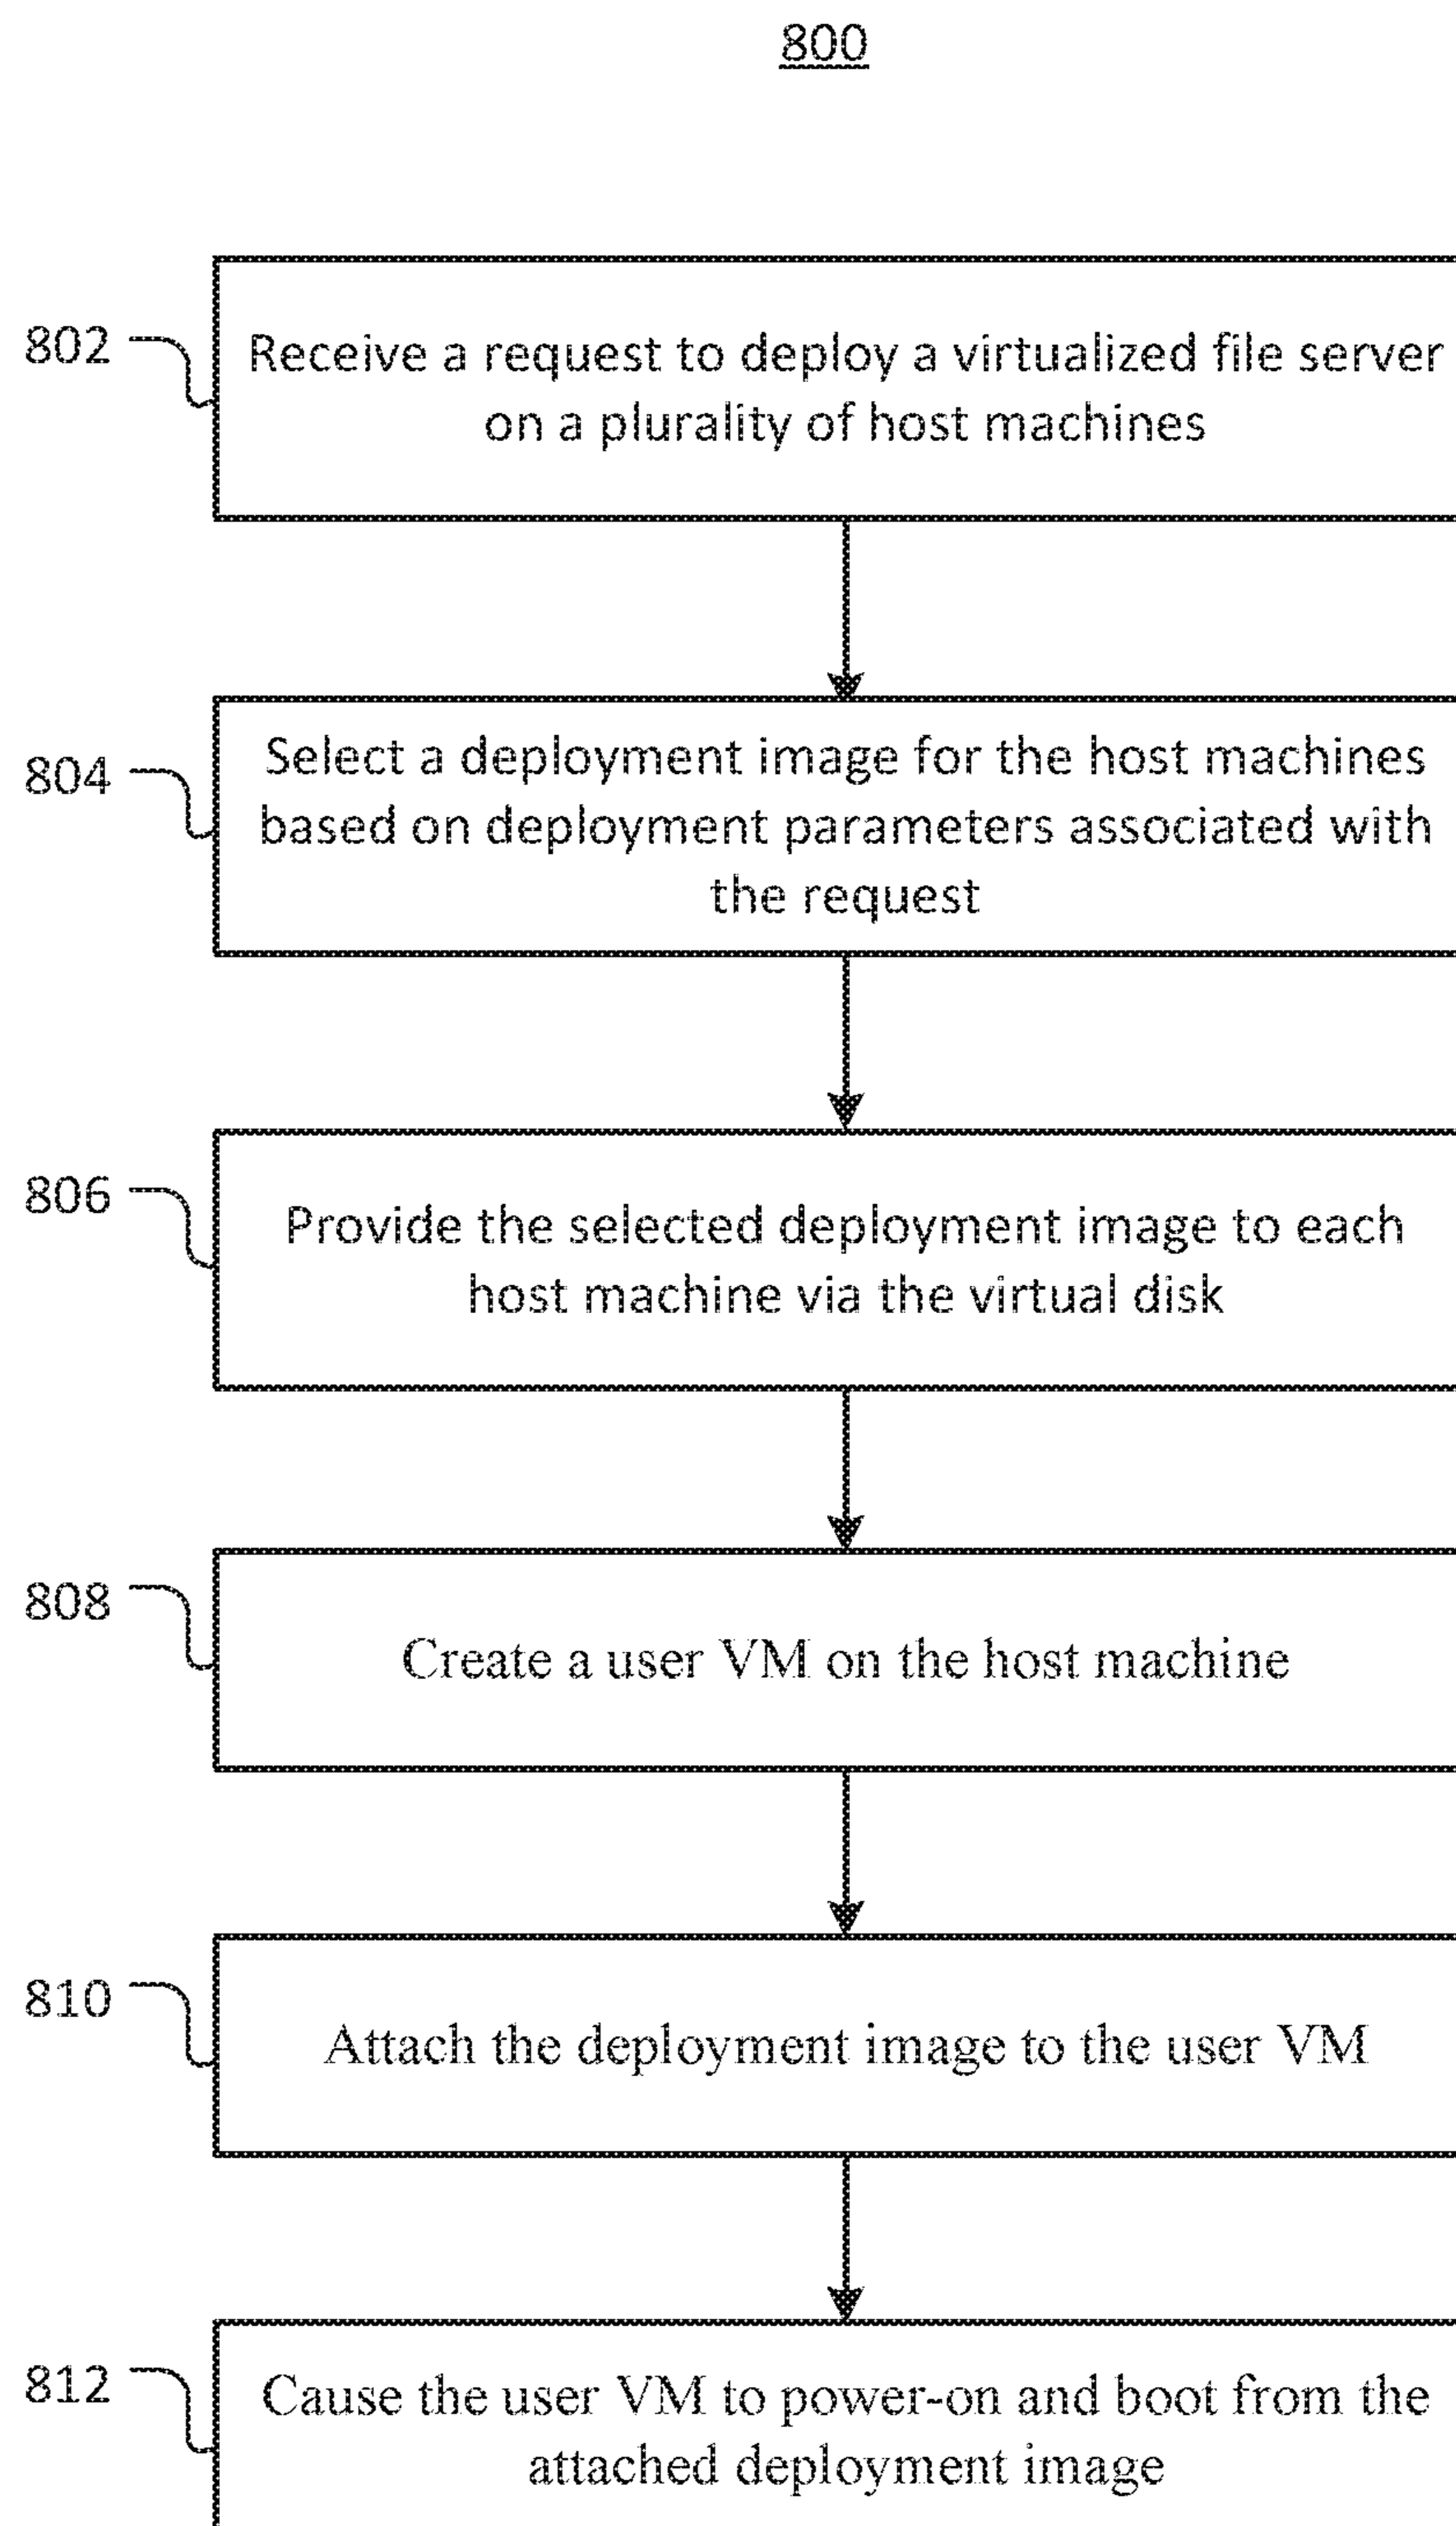 800
802
Receive a request to deploy a virtualized file server
on a plurality of host machines
804
Select a deployment image for the host machines
based on deployment parameters associated with
the request
806
Provide the selected deployment image to each
host machine via the virtual disk
808
Create a user VM on the host machine
810
Attach the deployment image to the user VM
812
Cause the user VM to power-on and boot from the
attached deployment image